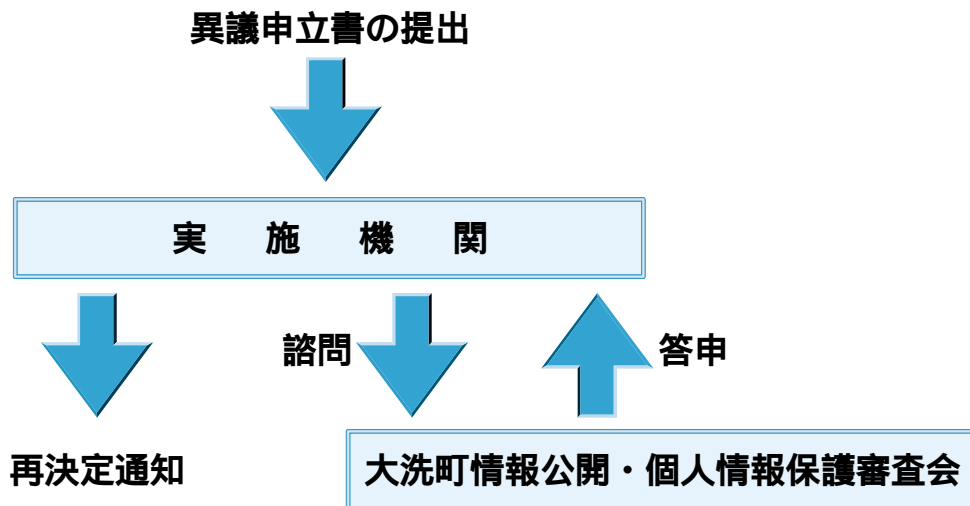 異議申立書の提出
実施機関
諮問
答申
再決定通知
大洗町情報公開・個人情報保護審査会